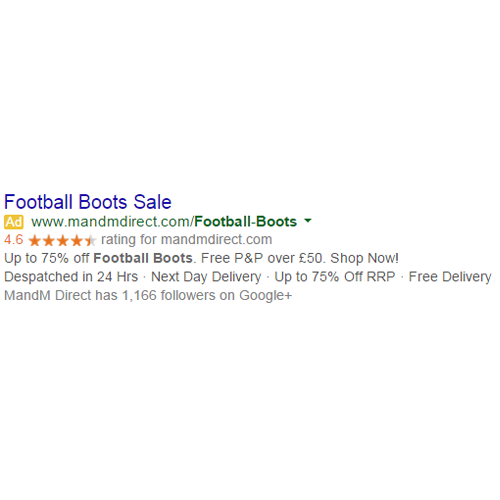 Football Boots Sale
Ad www.mandmdirect.com/Football-Boots
4.6 rating for mandmdirect.com
Up to 75% off Football Boots. Free P&P over £50. Shop Now!
Despatched in 24 Hrs · Next Day Delivery · Up to 75% Off RRP · Free Delivery
MandM Direct has 1,166 followers on Google+